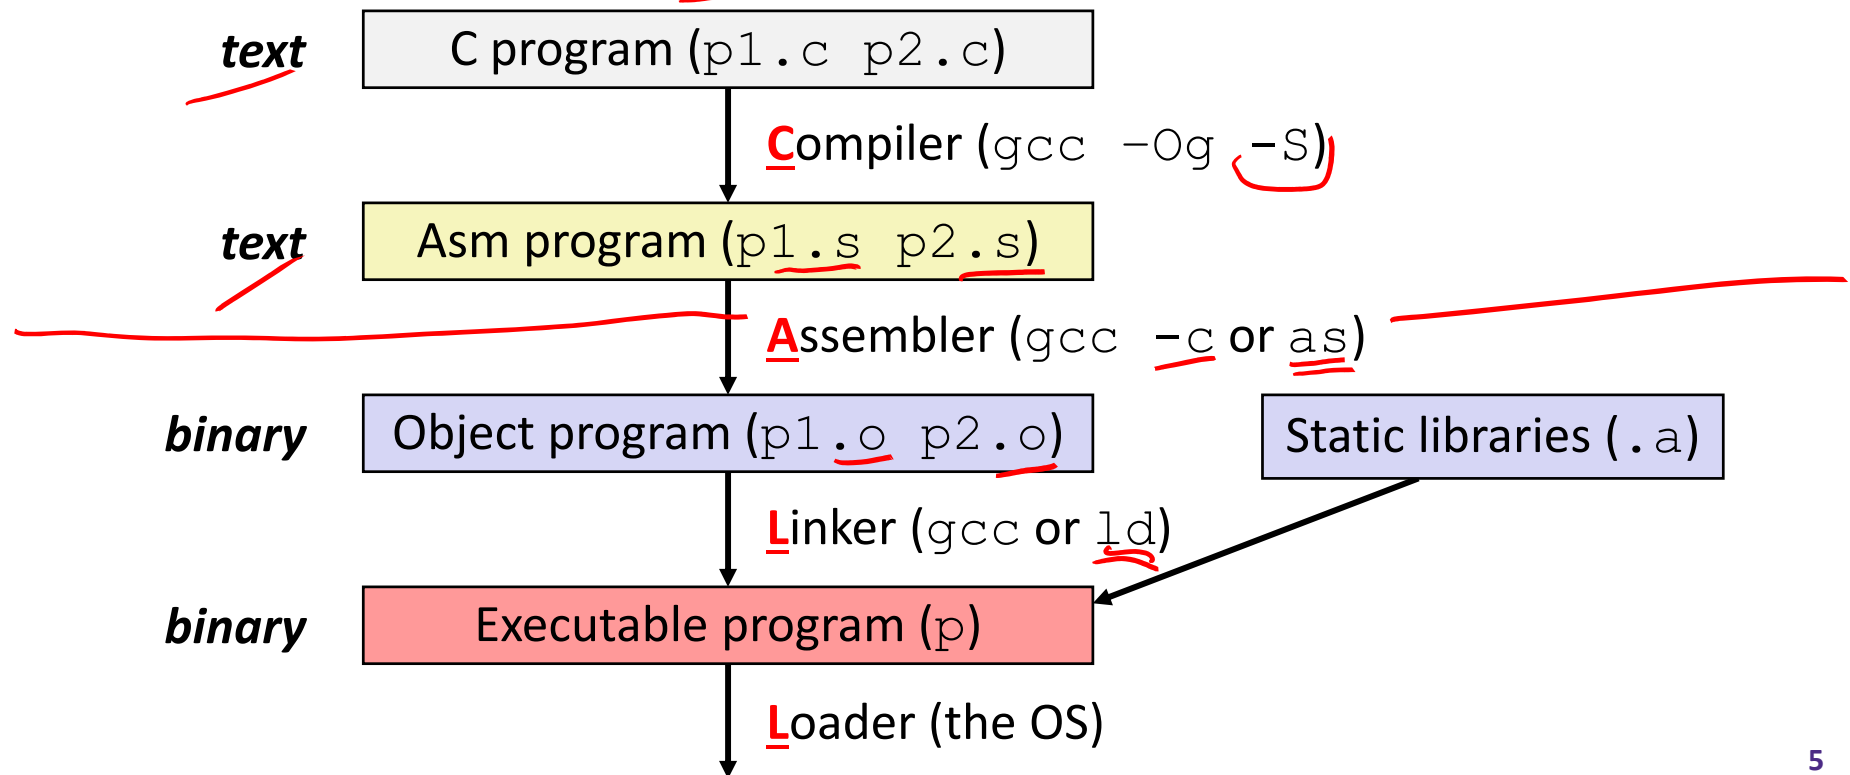 text C program (p1.c p2.c)
Compiler (gcc -Og -S)
text Asm program (p1.s p2.s)
Assembler (gcc -c or as)
binary Object program (p1.o p2.o) Static libraries (.a)
Linker (gcc or ld)
binary Executable program (p)
Loader (the OS)
5